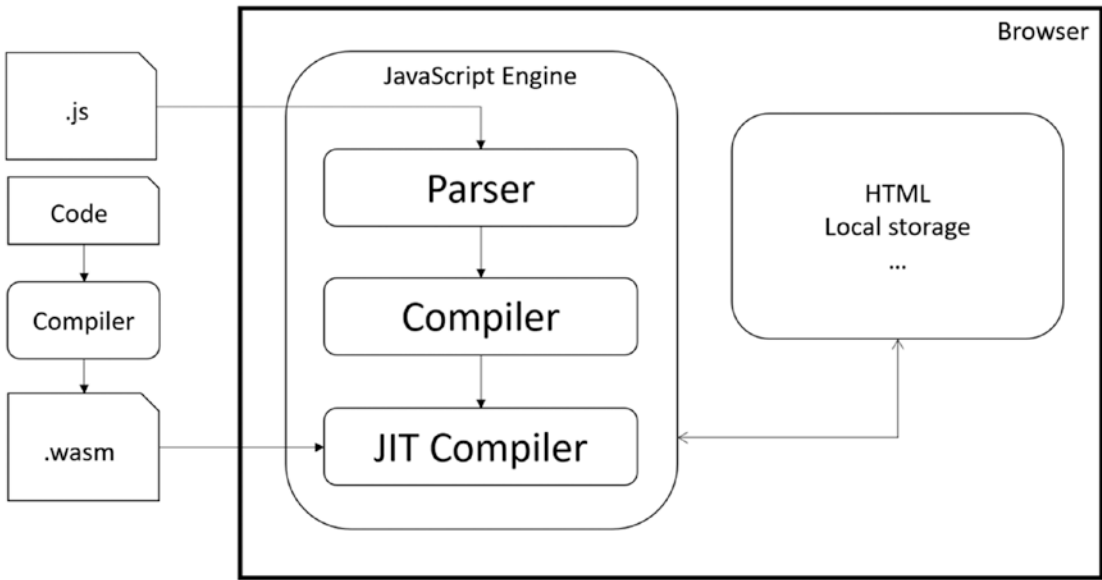 Browser
JavaScript Engine
.js
Parser
HTML
Local storage
...
Code
Compiler
Compiler
.wasm
JIT Compiler